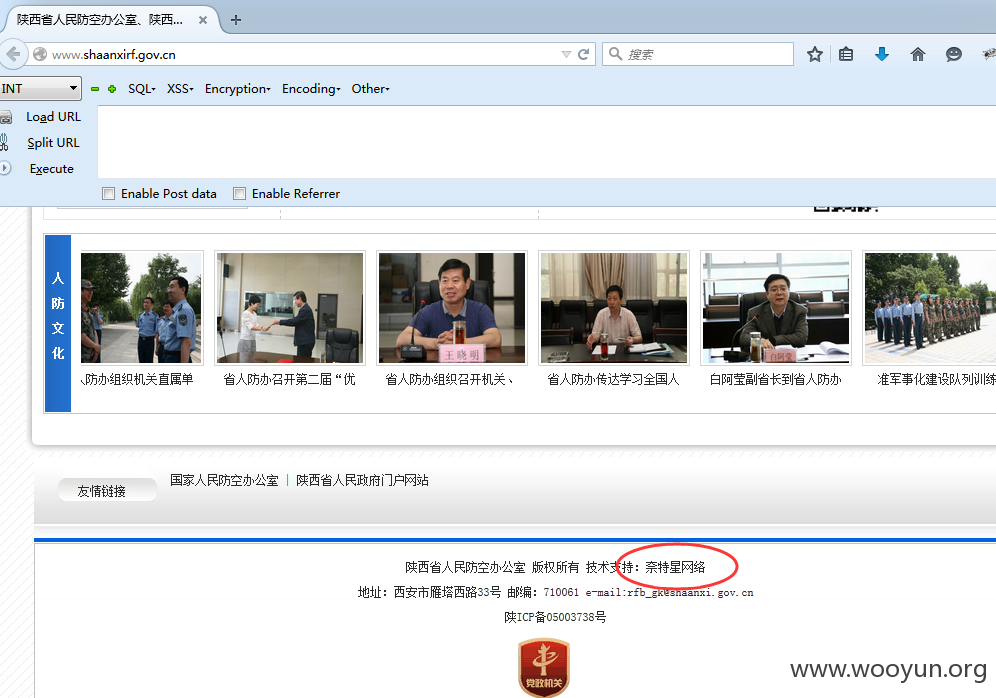 陕西省人民防空办公室、陕西...
www.shaanxirf.gov.cn
搜索
INT SQL XSS Encryption Encoding Other
Load URL
Split URL
Execute
Enable Post data Enable Referrer
人防文化
王晓明
白阿莹
防办组织机关直属单 省人防办召开第二届“优 省人防办组织召开机关、 省人防办传达学习全国人 白阿莹副省长到省人防办 准军事化建设队列训练
友情链接 国家人民防空办公室 | 陕西省人民政府门户网站
陕西省人民防空办公室 版权所有 技术支持：奈特星网络
地址：西安市雁塔西路33号 邮编：710061 e-mail:rfb_gk@shaanxi.gov.cn
陕ICP备05003738号
党政机关
www.wooyun.org